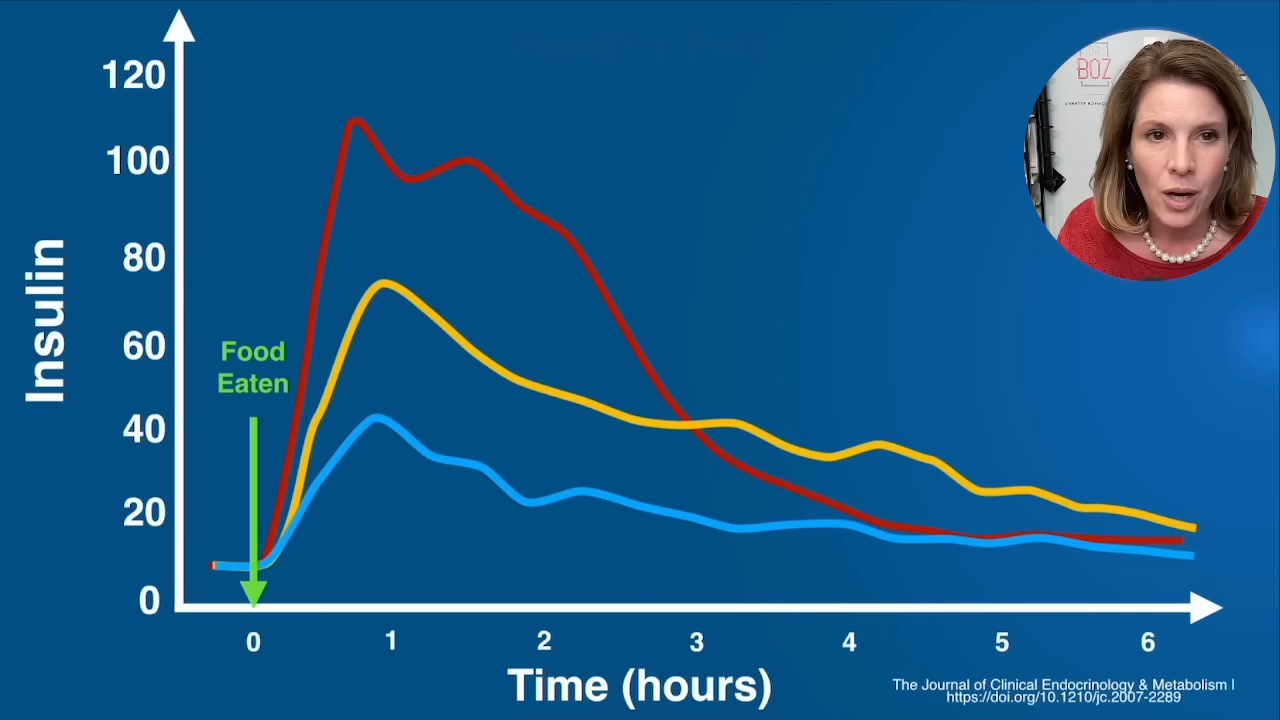 BOZ
120
100
80
60
40
20
0
Insulin
Food
Eaten
0 1 2 3 4 5 6
Time (hours)
The Journal of Clinical Endocrinology & Metabolism |
https://doi.org/10.1210/jc.2007-2289